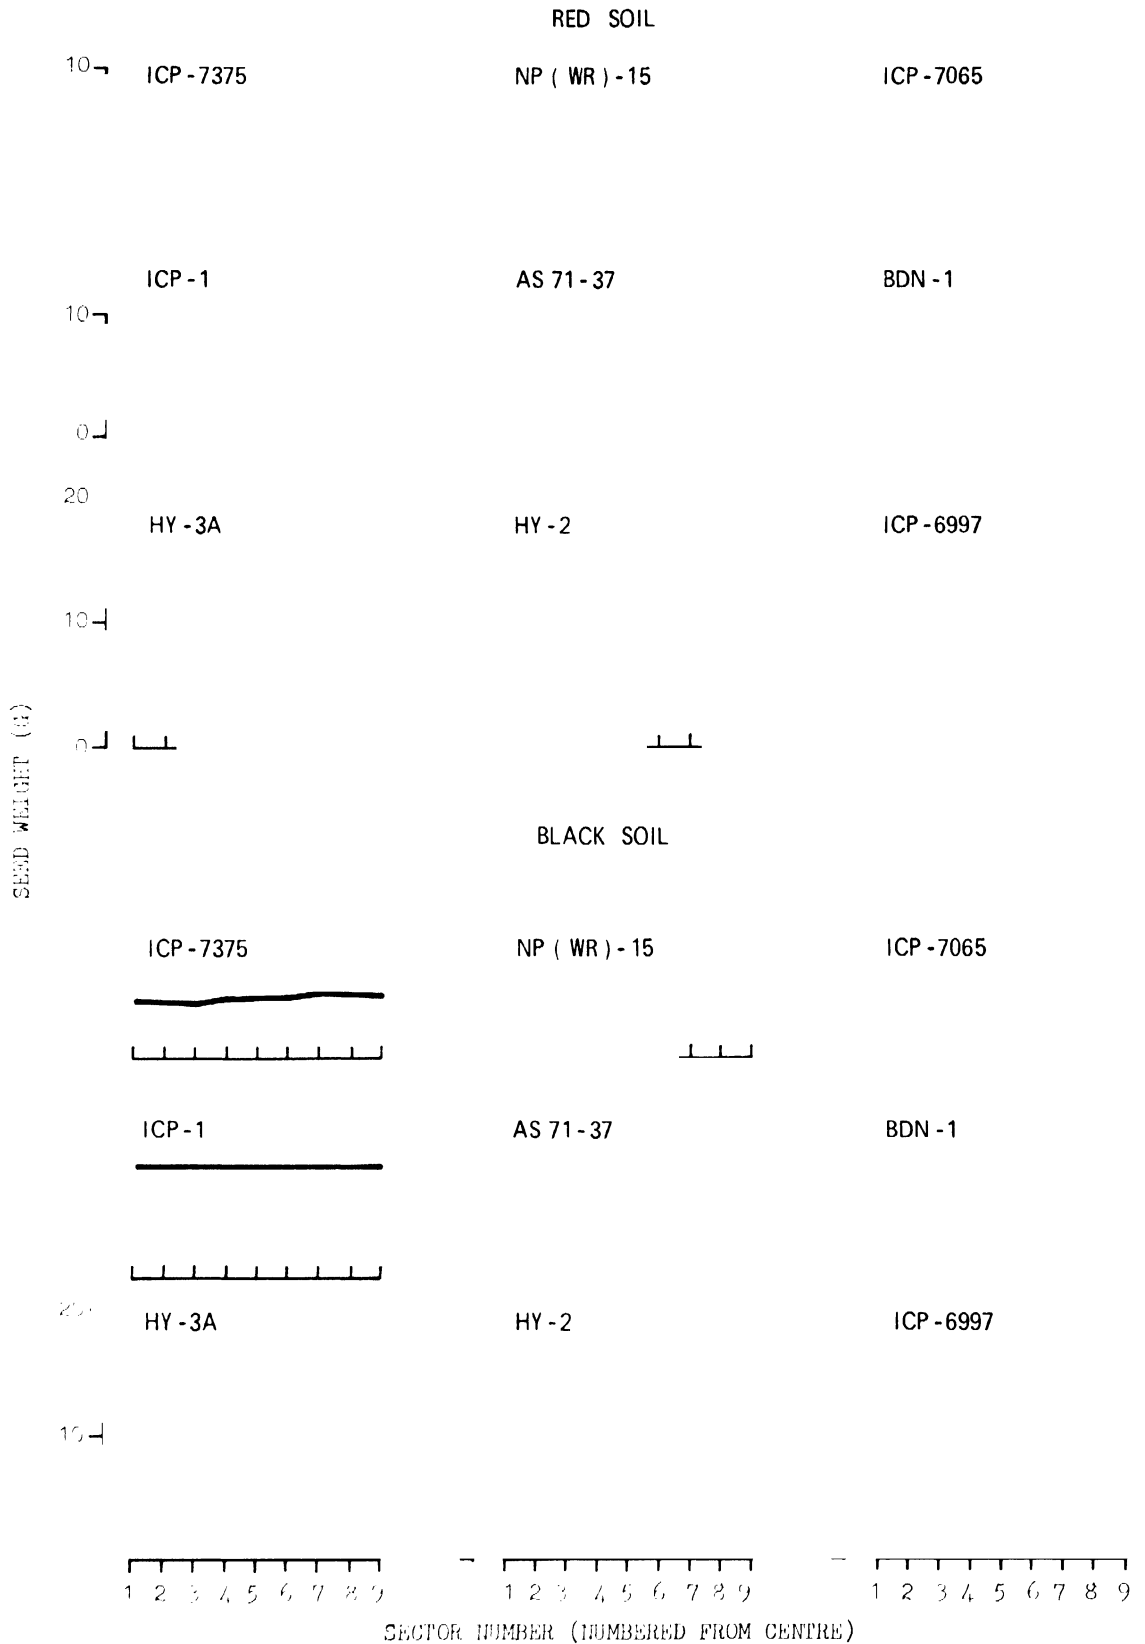 RED SOIL
10
ICP-7375 NP (WR)-15 ICP-7065
ICP-1 AS 71-37 BDN-1
10
0
20
HY-3A HY-2 ICP-6997
10
0
SEED WEIGHT (G)
BLACK SOIL
ICP-7375 NP (WR)-15 ICP-7065
ICP-1 AS 71-37 BDN-1
20
HY-3A HY-2 ICP-6997
10
1 2 3 4 5 6 7 8 9 1 2 3 4 5 6 7 8 9 1 2 3 4 5 6 7 8 9
SECTOR NUMBER (NUMBERED FROM CENTRE)